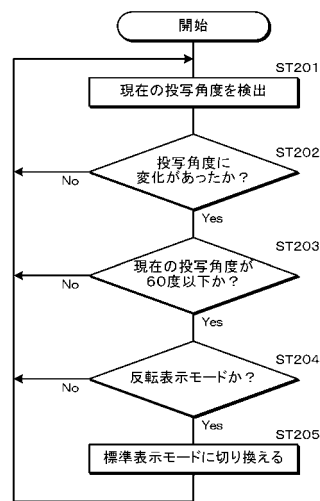 開始
ST201
現在の投写角度を検出
ST202
投写角度に
変化があったか？
No
Yes
ST203
現在の投写角度が
60度以下か？
No
Yes
ST204
反転表示モードか？
No
Yes
ST205
標準表示モードに切り換える